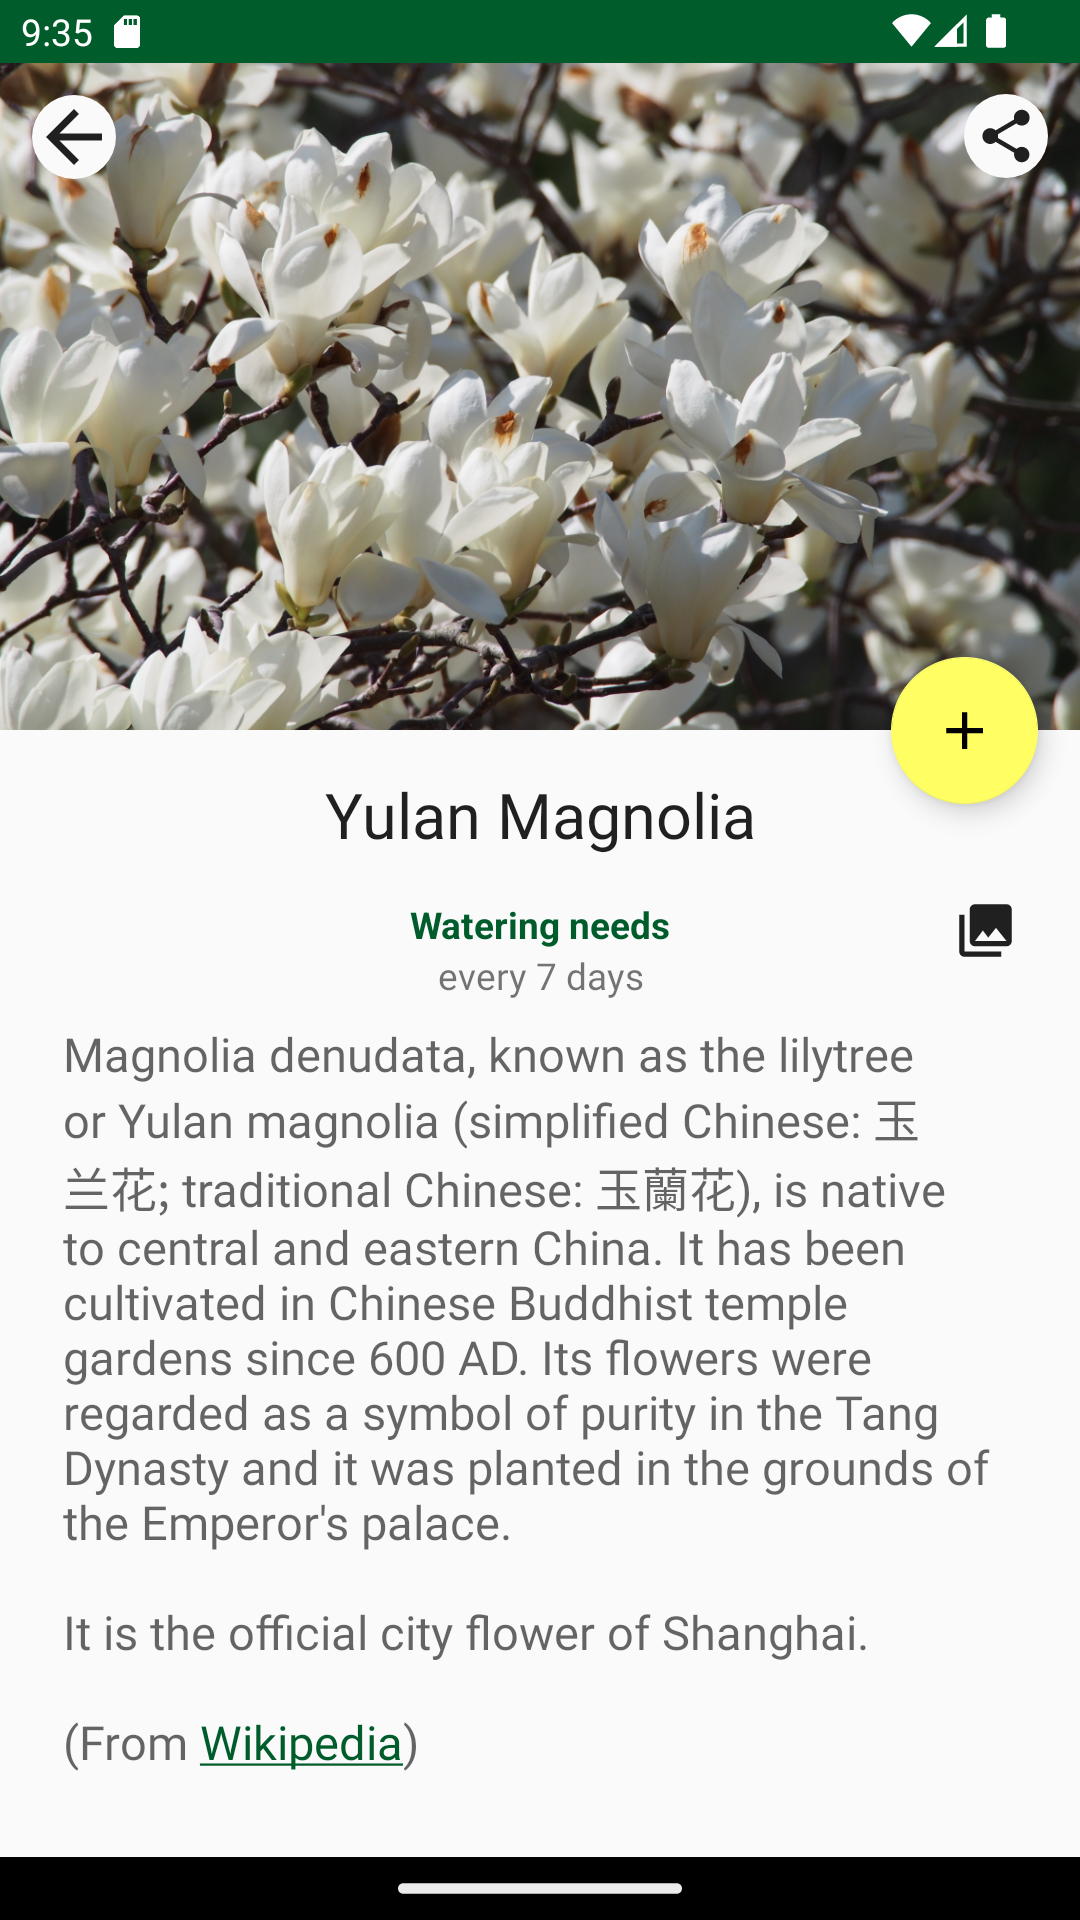 9:35
Yulan Magnolia
Watering needs
every 7 days
Magnolia denudata, known as the lilytree
or Yulan magnolia (simplified Chinese: 玉
兰花; traditional Chinese: 玉蘭花), is native
to central and eastern China. It has been
cultivated in Chinese Buddhist temple
gardens since 600 AD. Its flowers were
regarded as a symbol of purity in the Tang
Dynasty and it was planted in the grounds of
the Emperor's palace.
It is the official city flower of Shanghai.
(From Wikipedia)